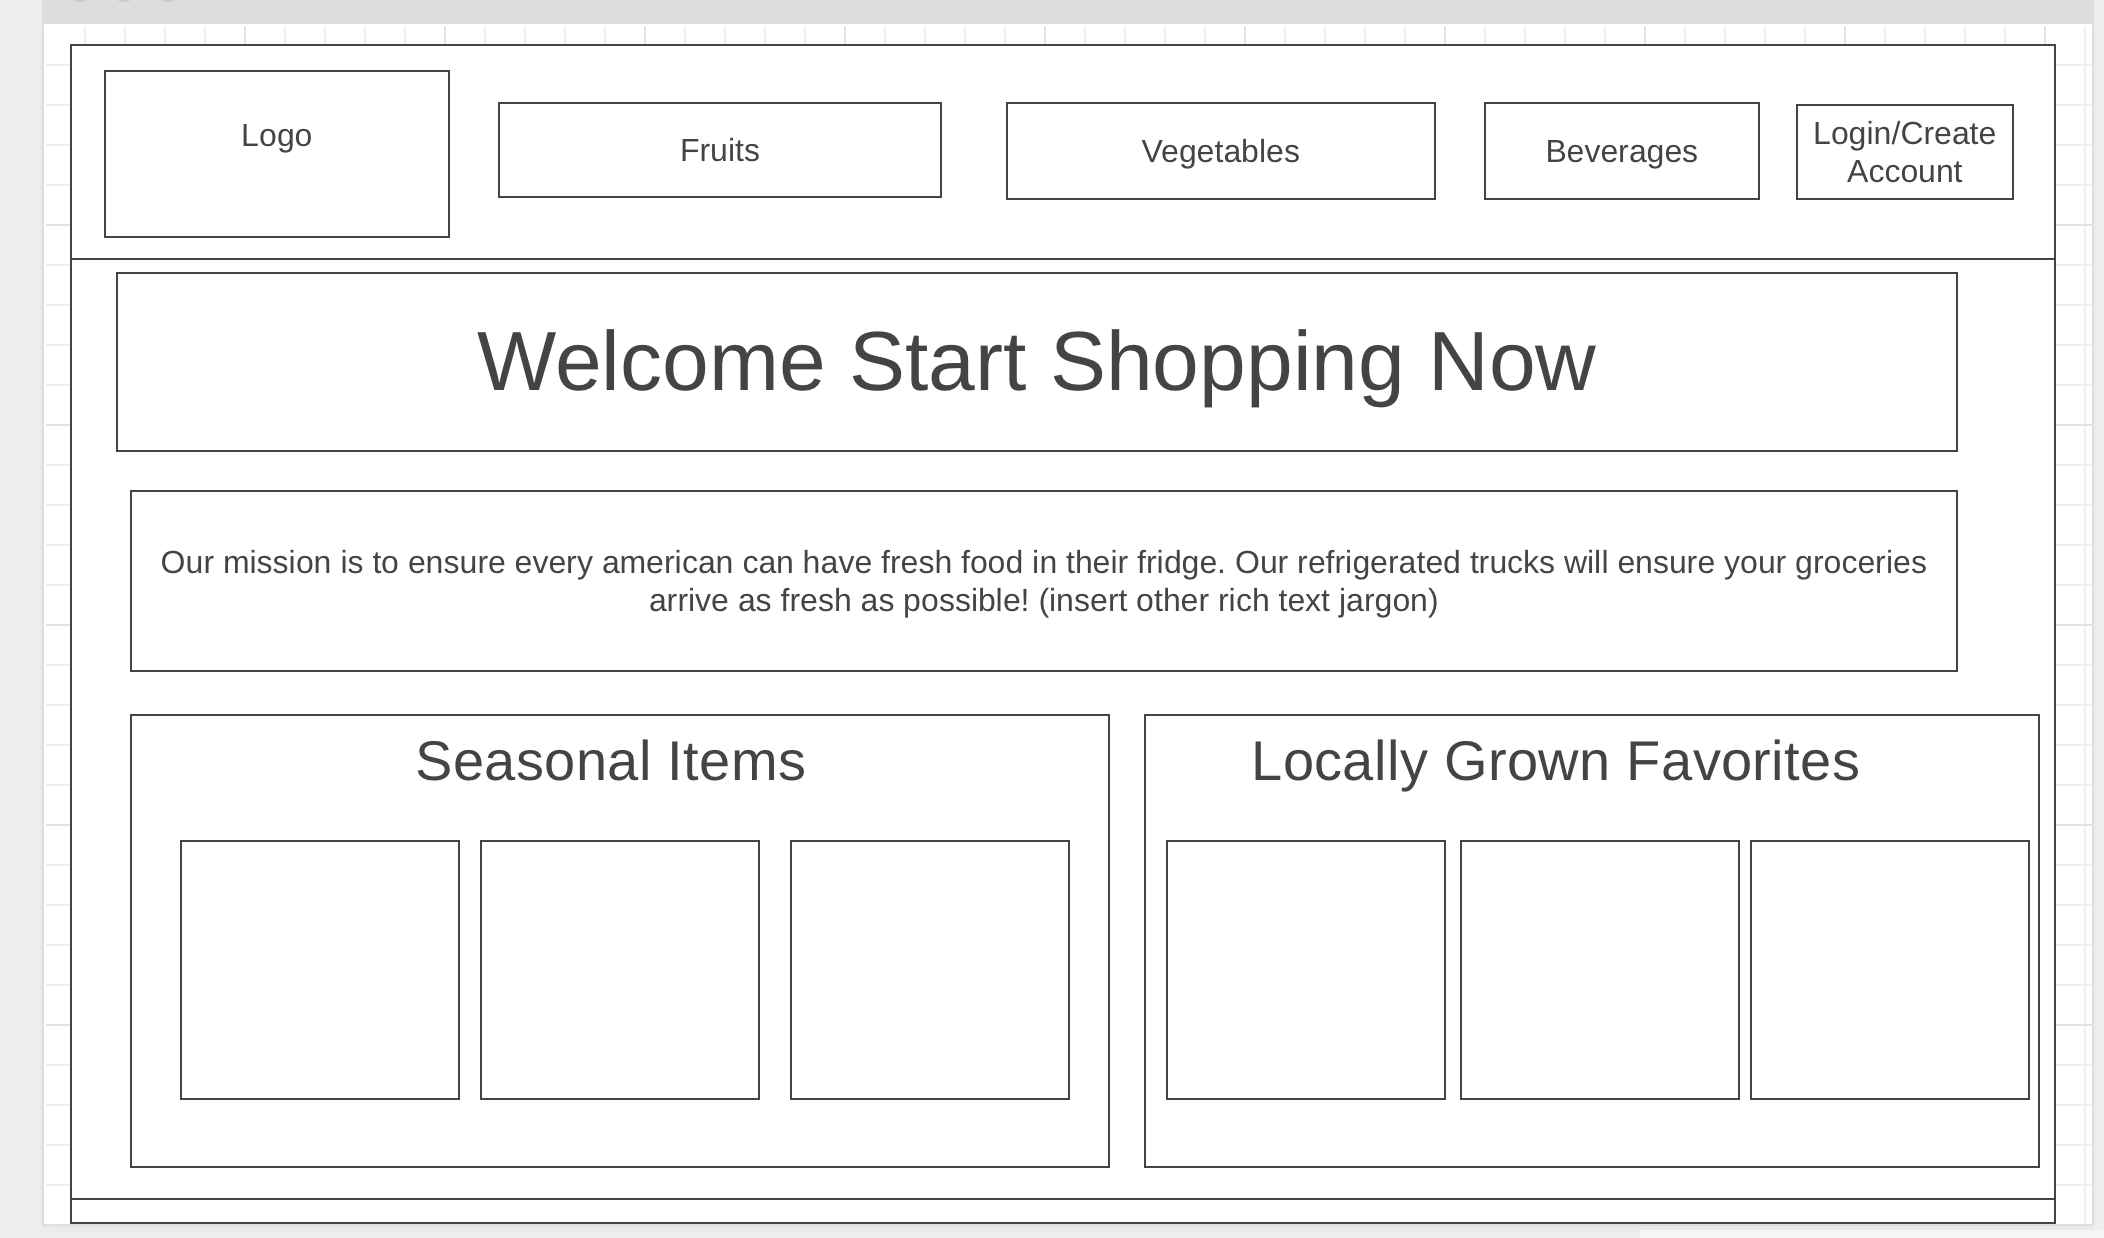 Logo
Fruits
Vegetables
Beverages
Login/Create
Account
Welcome Start Shopping Now
Our mission is to ensure every american can have fresh food in their fridge. Our refrigerated trucks will ensure your groceries
arrive as fresh as possible! (insert other rich text jargon)
Seasonal Items
Locally Grown Favorites